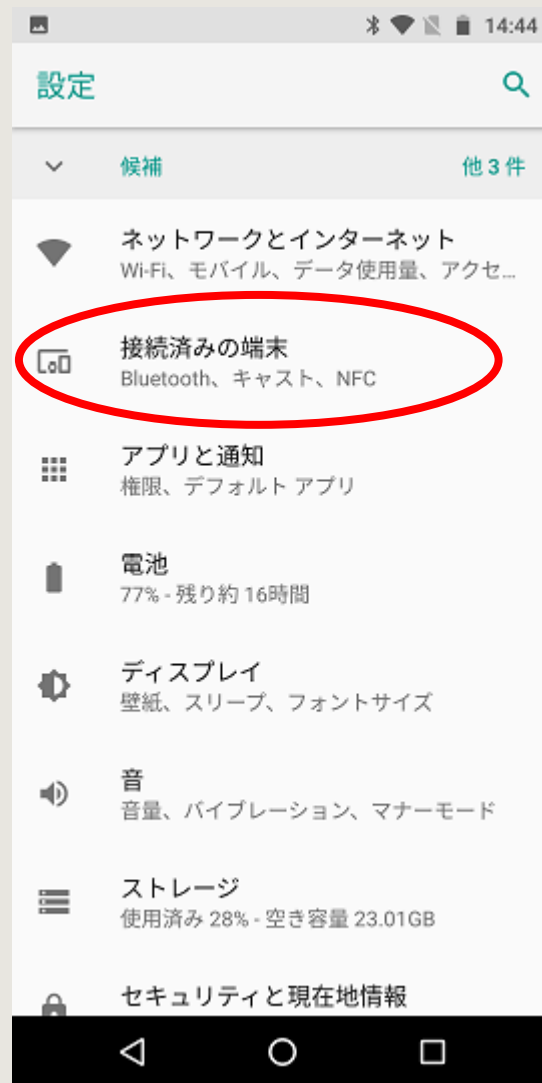 14:44
設定
候補 他 3 件
ネットワークとインターネット
Wi-Fi、モバイル、データ使用量、アクセ...
接続済みの端末
Bluetooth、キャスト、NFC
アプリと通知
権限、デフォルト アプリ
電池
77% - 残り約 16時間
ディスプレイ
壁紙、スリープ、フォントサイズ
音
音量、バイブレーション、マナーモード
ストレージ
使用済み 28% - 空き容量 23.01GB
セキュリティと現在地情報